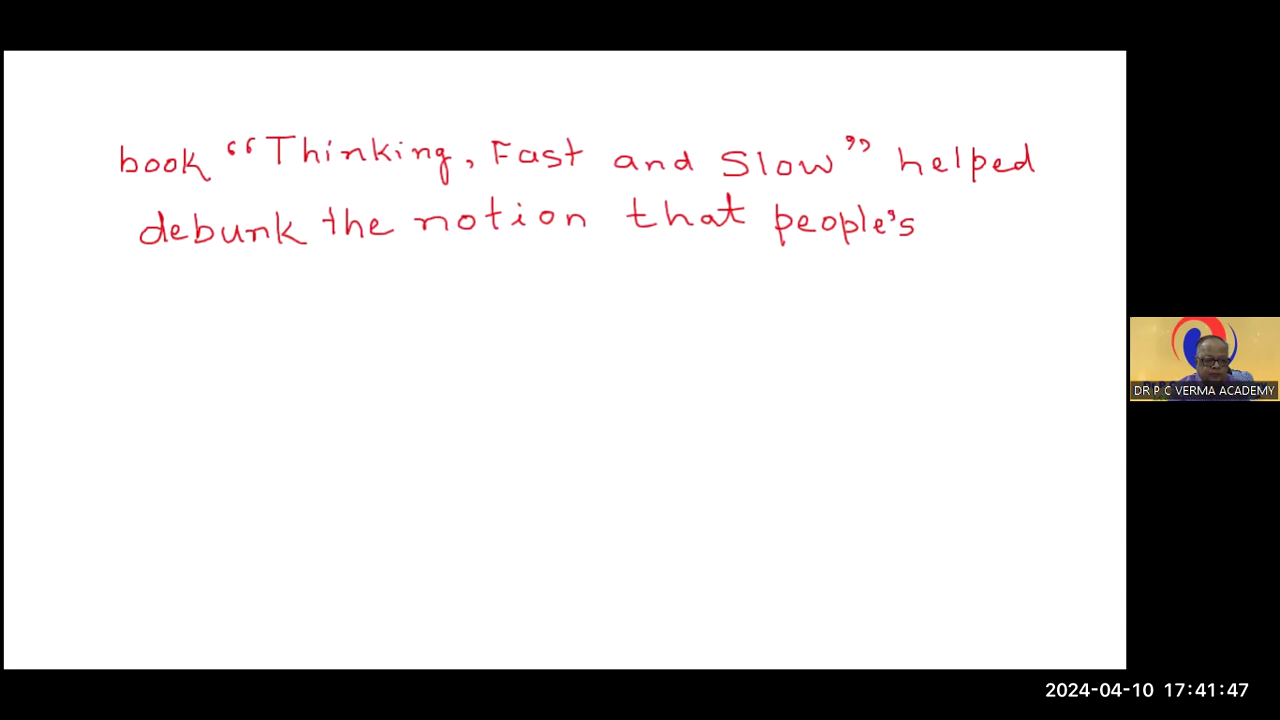 book “Thinking, Fast and Slow” helped
debunk the notion that people's
DR P C VERMA ACADEMY
2024-04-10 17:41:47